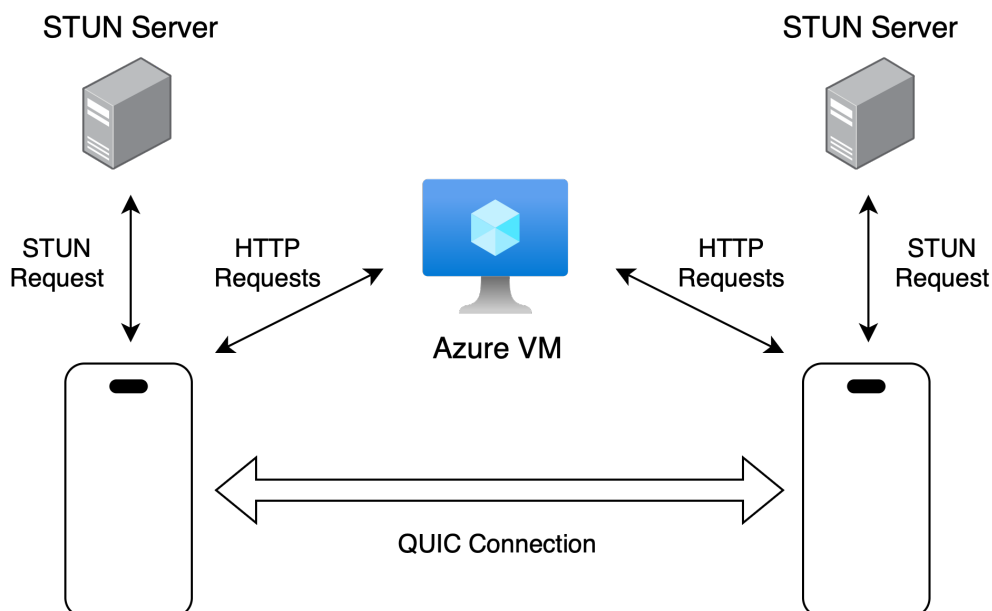 STUN Server
STUN Server
STUN
Request
HTTP
Requests
HTTP
Requests
STUN
Request
Azure VM
QUIC Connection